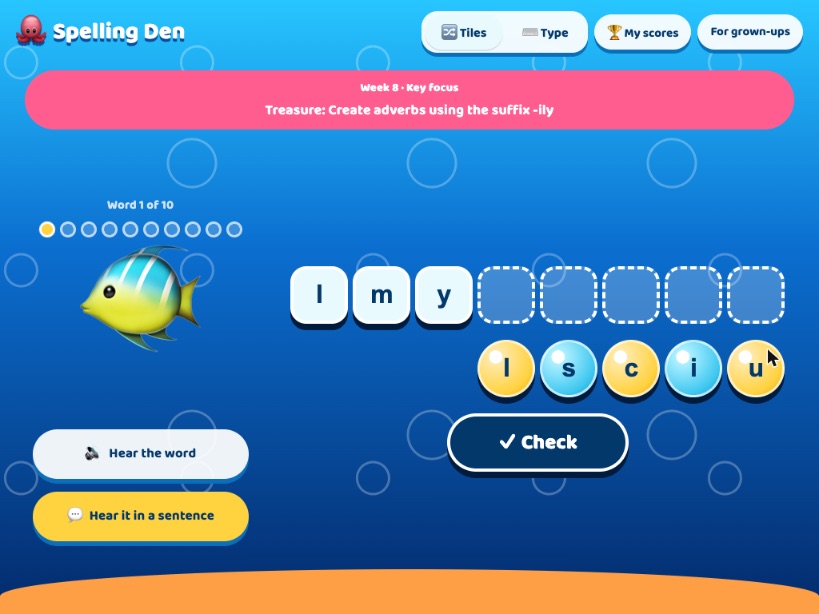 Spelling Den
Tiles
Type
My scores
For grown-ups
Week 8 · Key focus
Treasure: Create adverbs using the suffix -ily
Word 1 of 10
l m y
l s c i u
✓ Check
Hear the word
Hear it in a sentence